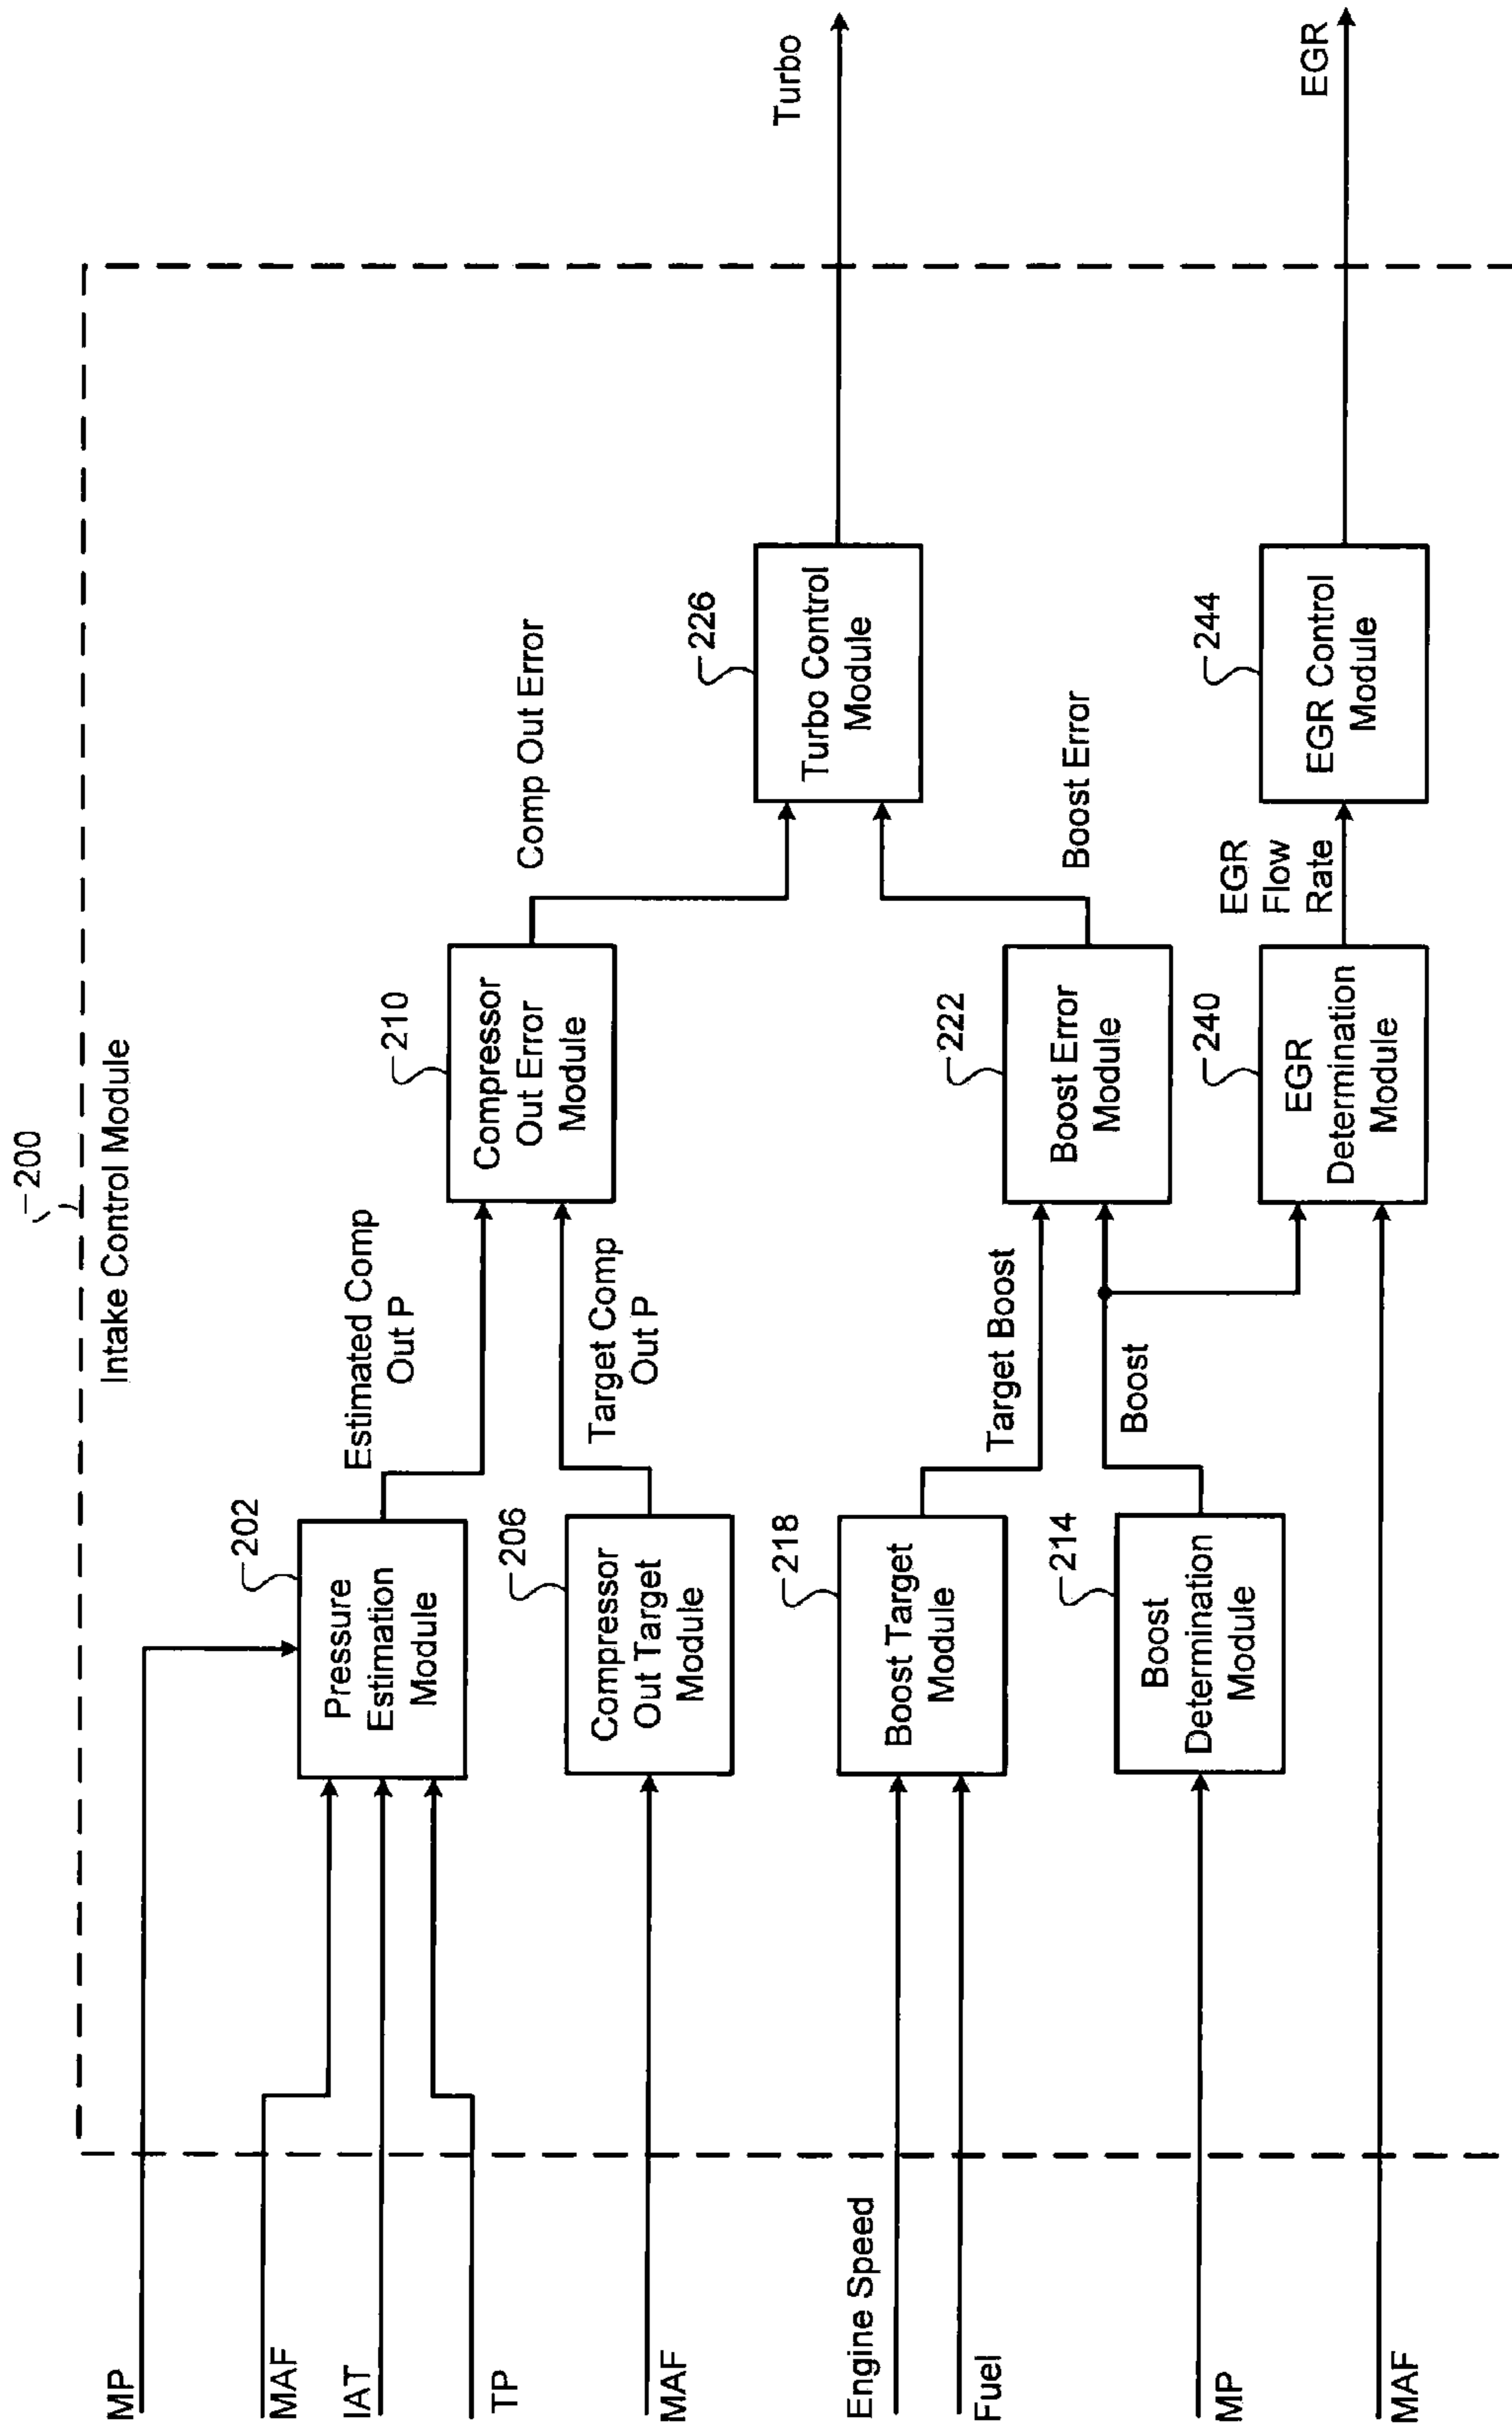 200
Intake Control Module
MP
MAF
IAT
TP
202
Pressure
Estimation
Module
Estimated Comp
Out P
MAF
206
Compressor
Out Target
Module
Target Comp
Out P
210
Compressor
Out Error
Module
Comp Out Error
226
Turbo Control
Module
Turbo
Engine Speed
Fuel
218
Boost Target
Module
Target Boost
MP
214
Boost
Determination
Module
Boost
222
Boost Error
Module
Boost Error
MAF
240
EGR
Determination
Module
EGR
Flow
Rate
244
EGR Control
Module
EGR